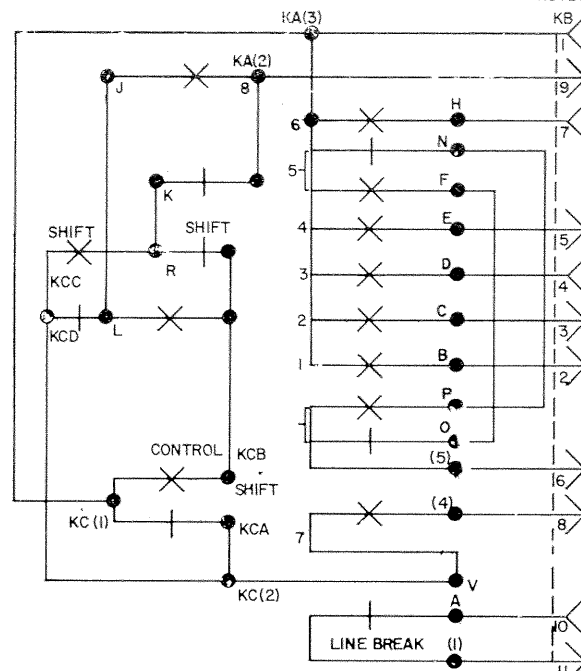 KA(3)
KB
1
KA(2)
J
8
9
6
H
7
N
5
F
K
SHIFT
SHIFT
4
E
5
R
KCC
3
D
4
2
C
3
KCD
L
1
B
2
P
O
CONTROL
KCB
(5)
SHIFT
6
KC(1)
(4)
8
KCA
7
KC(2)
V
A
10
LINE BREAK
(1)
11